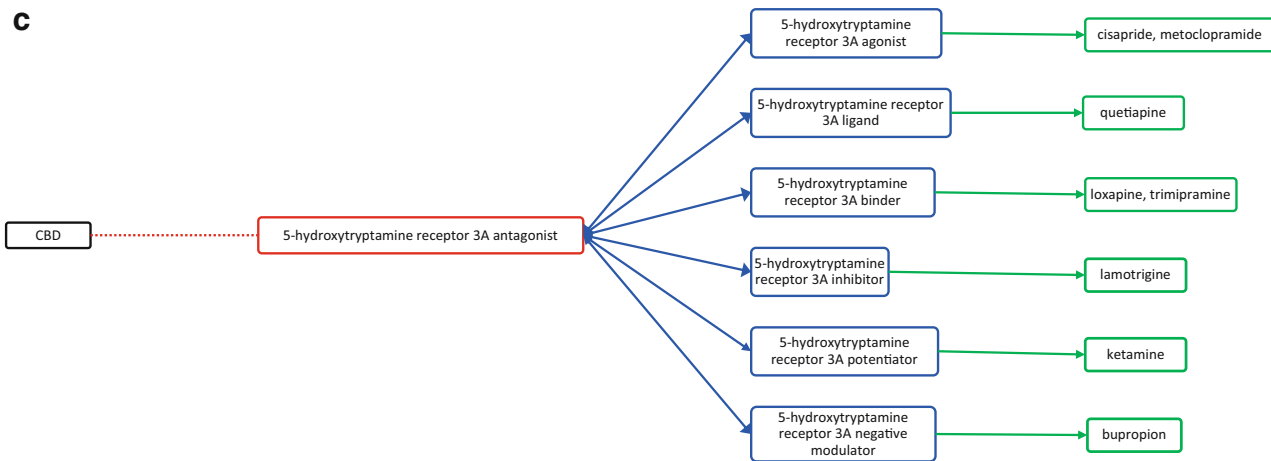 c
5-hydroxytryptamine
receptor 3A agonist
cisapride, metoclopramide
5-hydroxytryptamine receptor
3A ligand
quetiapine
5-hydroxytryptamine
receptor 3A binder
loxapine, trimipramine
CBD
5-hydroxytryptamine receptor 3A antagonist
5-hydroxytryptamine
receptor 3A inhibitor
lamotrigine
5-hydroxytryptamine
receptor 3A potentiator
ketamine
5-hydroxytryptamine
receptor 3A negative
modulator
bupropion